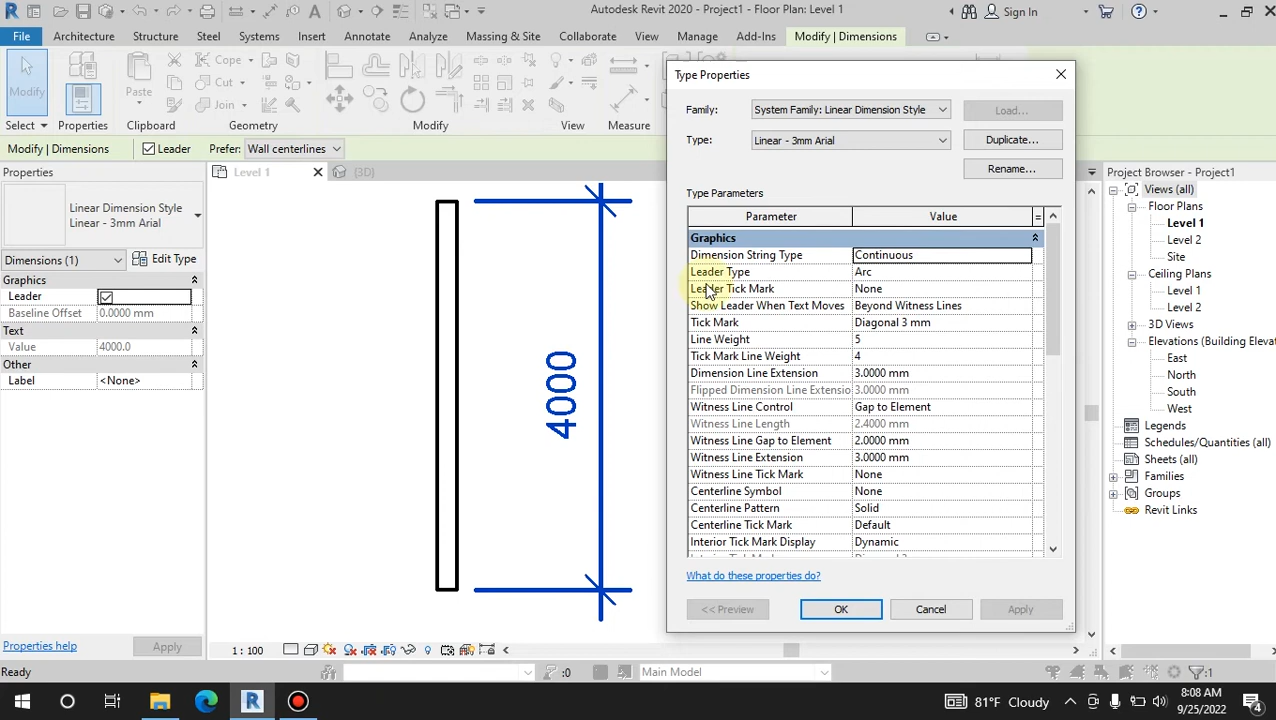 Autodesk Revit 2020 - Project1 - Floor Plan: Level 1
Sign In
File Architecture Structure Steel Systems Insert Annotate Analyze Massing & Site Collaborate View Manage Add-Ins Modify | Dimensions
Modify
Paste
Cope
Cut
Join
Select Properties Clipboard Geometry Modify View Measure
Modify | Dimensions Leader Prefer: Wall centerlines
Properties
Level 1
{3D}
Linear Dimension Style
Linear - 3mm Arial
Dimensions (1) Edit Type
Graphics
Leader
Baseline Offset 0.0000 mm
Text
Value 4000.0
Other
Label <None>
Properties help Apply
4000
Type Properties
Family: System Family: Linear Dimension Style Load...
Type: Linear - 3mm Arial Duplicate...
Rename...
Type Parameters
Parameter Value =
Graphics
Dimension String Type Continuous
Leader Type Arc
Leader Tick Mark None
Show Leader When Text Moves Beyond Witness Lines
Tick Mark Diagonal 3 mm
Line Weight 5
Tick Mark Line Weight 4
Dimension Line Extension 3.0000 mm
Flipped Dimension Line Extensio 3.0000 mm
Witness Line Control Gap to Element
Witness Line Length 2.4000 mm
Witness Line Gap to Element 2.0000 mm
Witness Line Extension 3.0000 mm
Witness Line Tick Mark None
Centerline Symbol None
Centerline Pattern Solid
Centerline Tick Mark Default
Interior Tick Mark Display Dynamic
What do these properties do?
<< Preview OK Cancel Apply
Project Browser - Project1
Views (all)
Floor Plans
Level 1
Level 2
Site
Ceiling Plans
Level 1
Level 2
3D Views
Elevations (Building Elevat
East
North
South
West
Legends
Schedules/Quantities (all)
Sheets (all)
Families
Groups
Revit Links
1 : 100
Ready
:0
Main Model
:1
81°F Cloudy
8:08 AM
9/25/2022
4